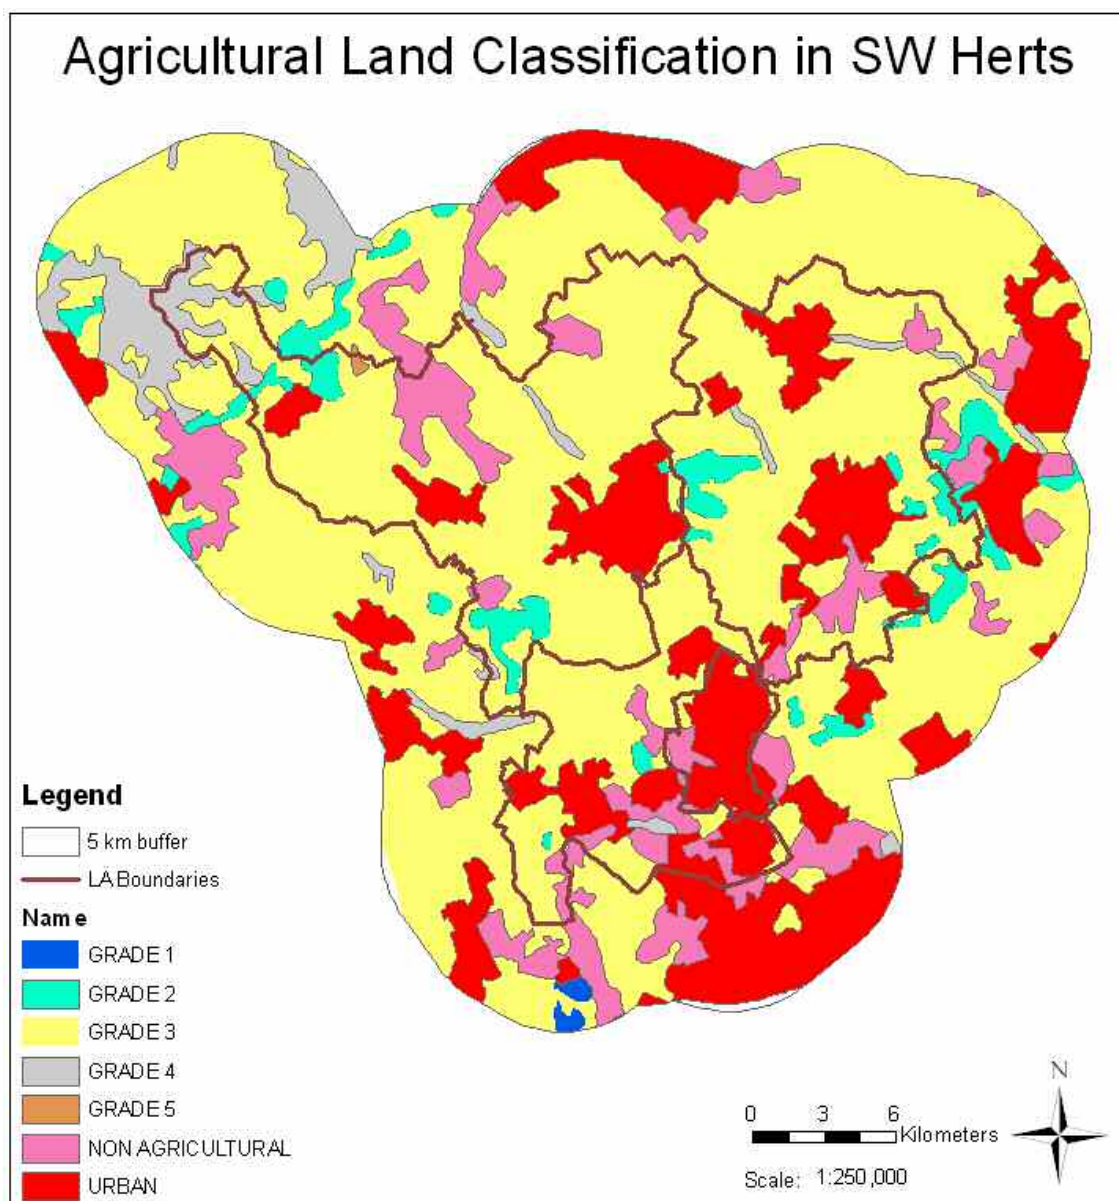 Agricultural Land Classification in SW Herts
Legend
5 km buffer
LA Boundaries
Name
GRADE 1
GRADE 2
GRADE 3
GRADE 4
GRADE 5
NON AGRICULTURAL
URBAN
N
0 3 6
Kilometers
Scale: 1:250,000